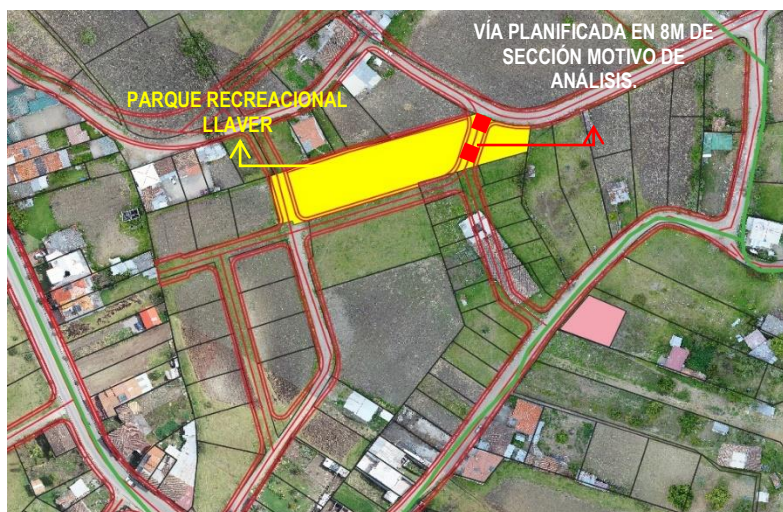 VÍA PLANIFICADA EN 8M DE
SECCIÓN MOTIVO DE
ANÁLISIS.
PARQUE RECREACIONAL
LLAVER